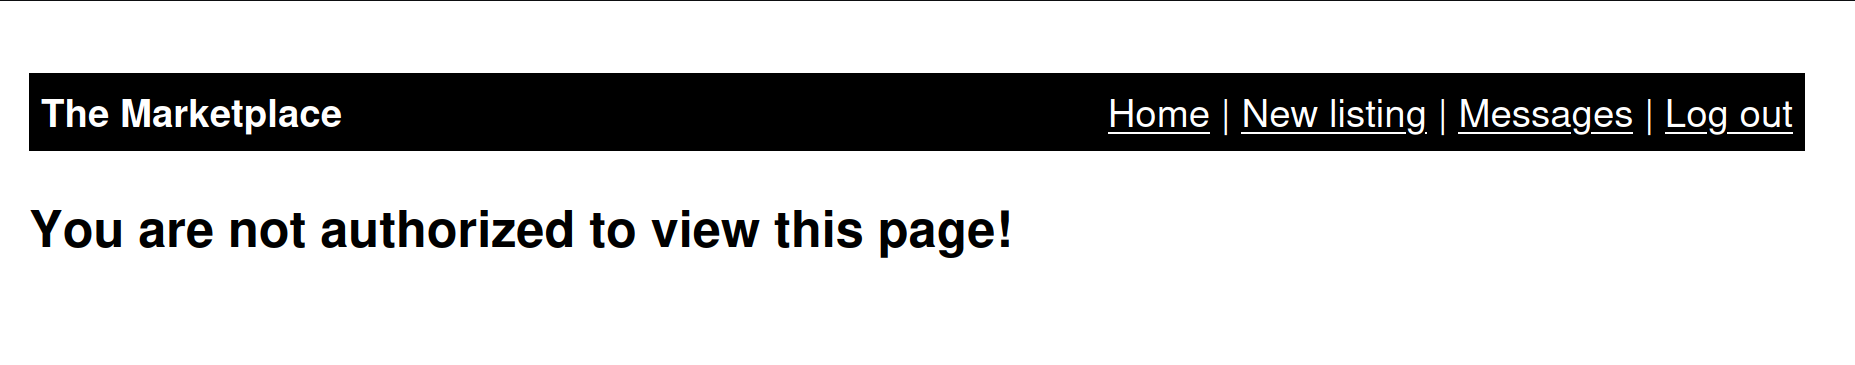 The Marketplace Home | New listing | Messages | Log out
You are not authorized to view this page!